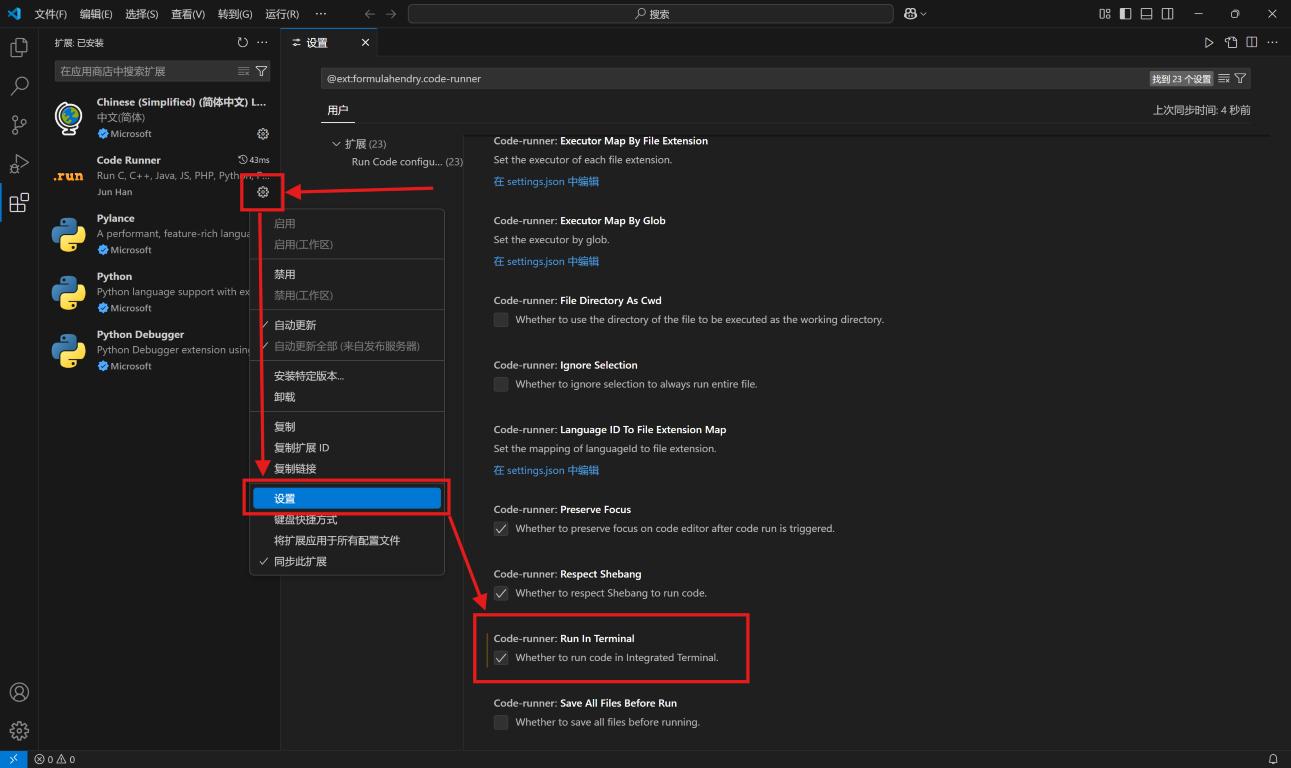 文件(F) 编辑(E) 选择(S) 查看(V) 转到(G) 运行(R) ···
搜索
扩展: 已安装
在应用商店中搜索扩展
Chinese (Simplified) (简体中文) L...
中文(简体)
Microsoft
Code Runner
43ms
Run C, C++, Java, JS, PHP, Python, P...
Jun Han
.run
Pylance
A performant, feature-rich langua
Microsoft
Python
Python language support with ex
Microsoft
Python Debugger
Python Debugger extension using
Microsoft
启用
启用(工作区)
禁用
禁用(工作区)
自动更新
自动更新全部 (来自发布服务器)
安装特定版本...
卸载
复制
复制扩展 ID
复制链接
设置
键盘快捷方式
将扩展应用于所有配置文件
同步此扩展
设置
@ext:formulahendry.code-runner
找到 23 个设置
用户
上次同步时间: 4 秒前
扩展 (23)
Run Code configu... (23)
Code-runner: Executor Map By File Extension
Set the executor of each file extension.
在 settings.json 中编辑
Code-runner: Executor Map By Glob
Set the executor by glob.
在 settings.json 中编辑
Code-runner: File Directory As Cwd
Whether to use the directory of the file to be executed as the working directory.
Code-runner: Ignore Selection
Whether to ignore selection to always run entire file.
Code-runner: Language ID To File Extension Map
Set the mapping of languageId to file extension.
在 settings.json 中编辑
Code-runner: Preserve Focus
Whether to preserve focus on code editor after code run is triggered.
Code-runner: Respect Shebang
Whether to respect Shebang to run code.
Code-runner: Run In Terminal
Whether to run code in Integrated Terminal.
Code-runner: Save All Files Before Run
Whether to save all files before running.
0 0